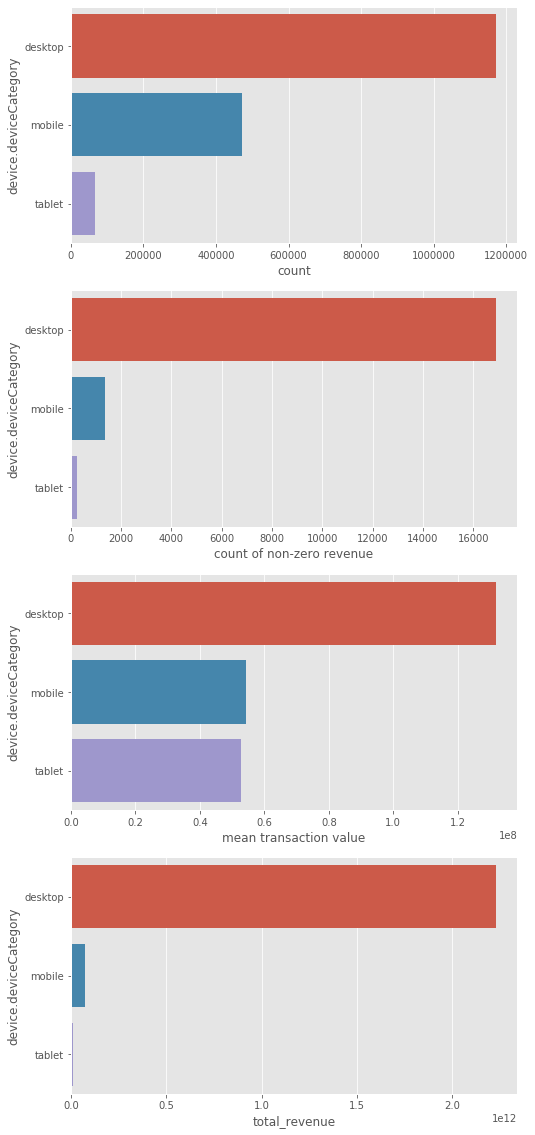 device.deviceCategory
desktop
mobile
tablet
0 200000 400000 600000 800000 1000000 1200000
count
device.deviceCategory
desktop
mobile
tablet
0 2000 4000 6000 8000 10000 12000 14000 16000
count of non-zero revenue
device.deviceCategory
desktop
mobile
tablet
0.0 0.2 0.4 0.6 0.8 1.0 1.2
1e8
mean transaction value
device.deviceCategory
desktop
mobile
tablet
0.0 0.5 1.0 1.5 2.0
1e12
total_revenue